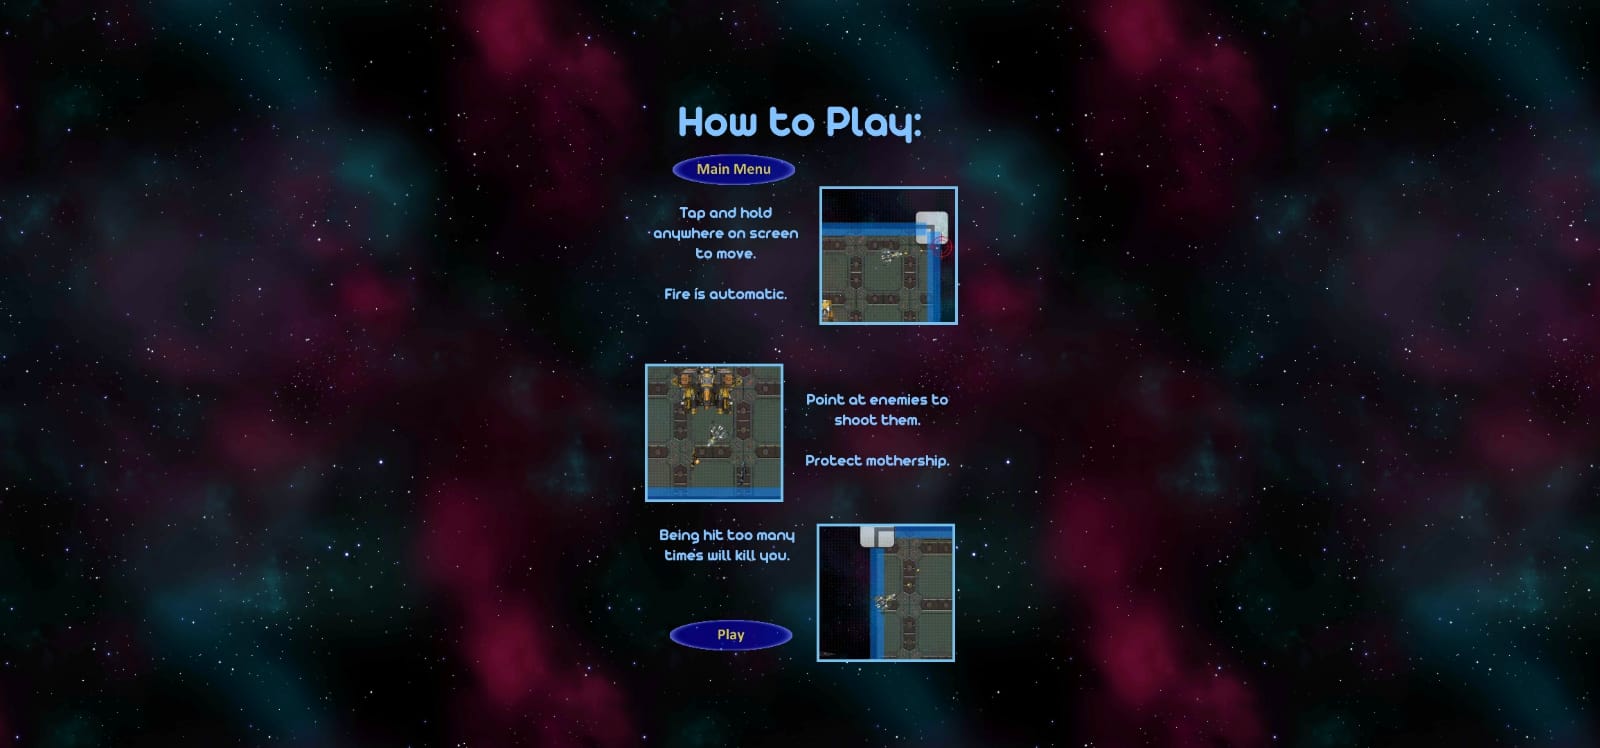 How to Play:
Main Menu
Tap and hold
anywhere on screen
to move.
Fire is automatic.
Point at enemies to
shoot them.
Protect mothership.
Being hit too many
times will kill you.
Play